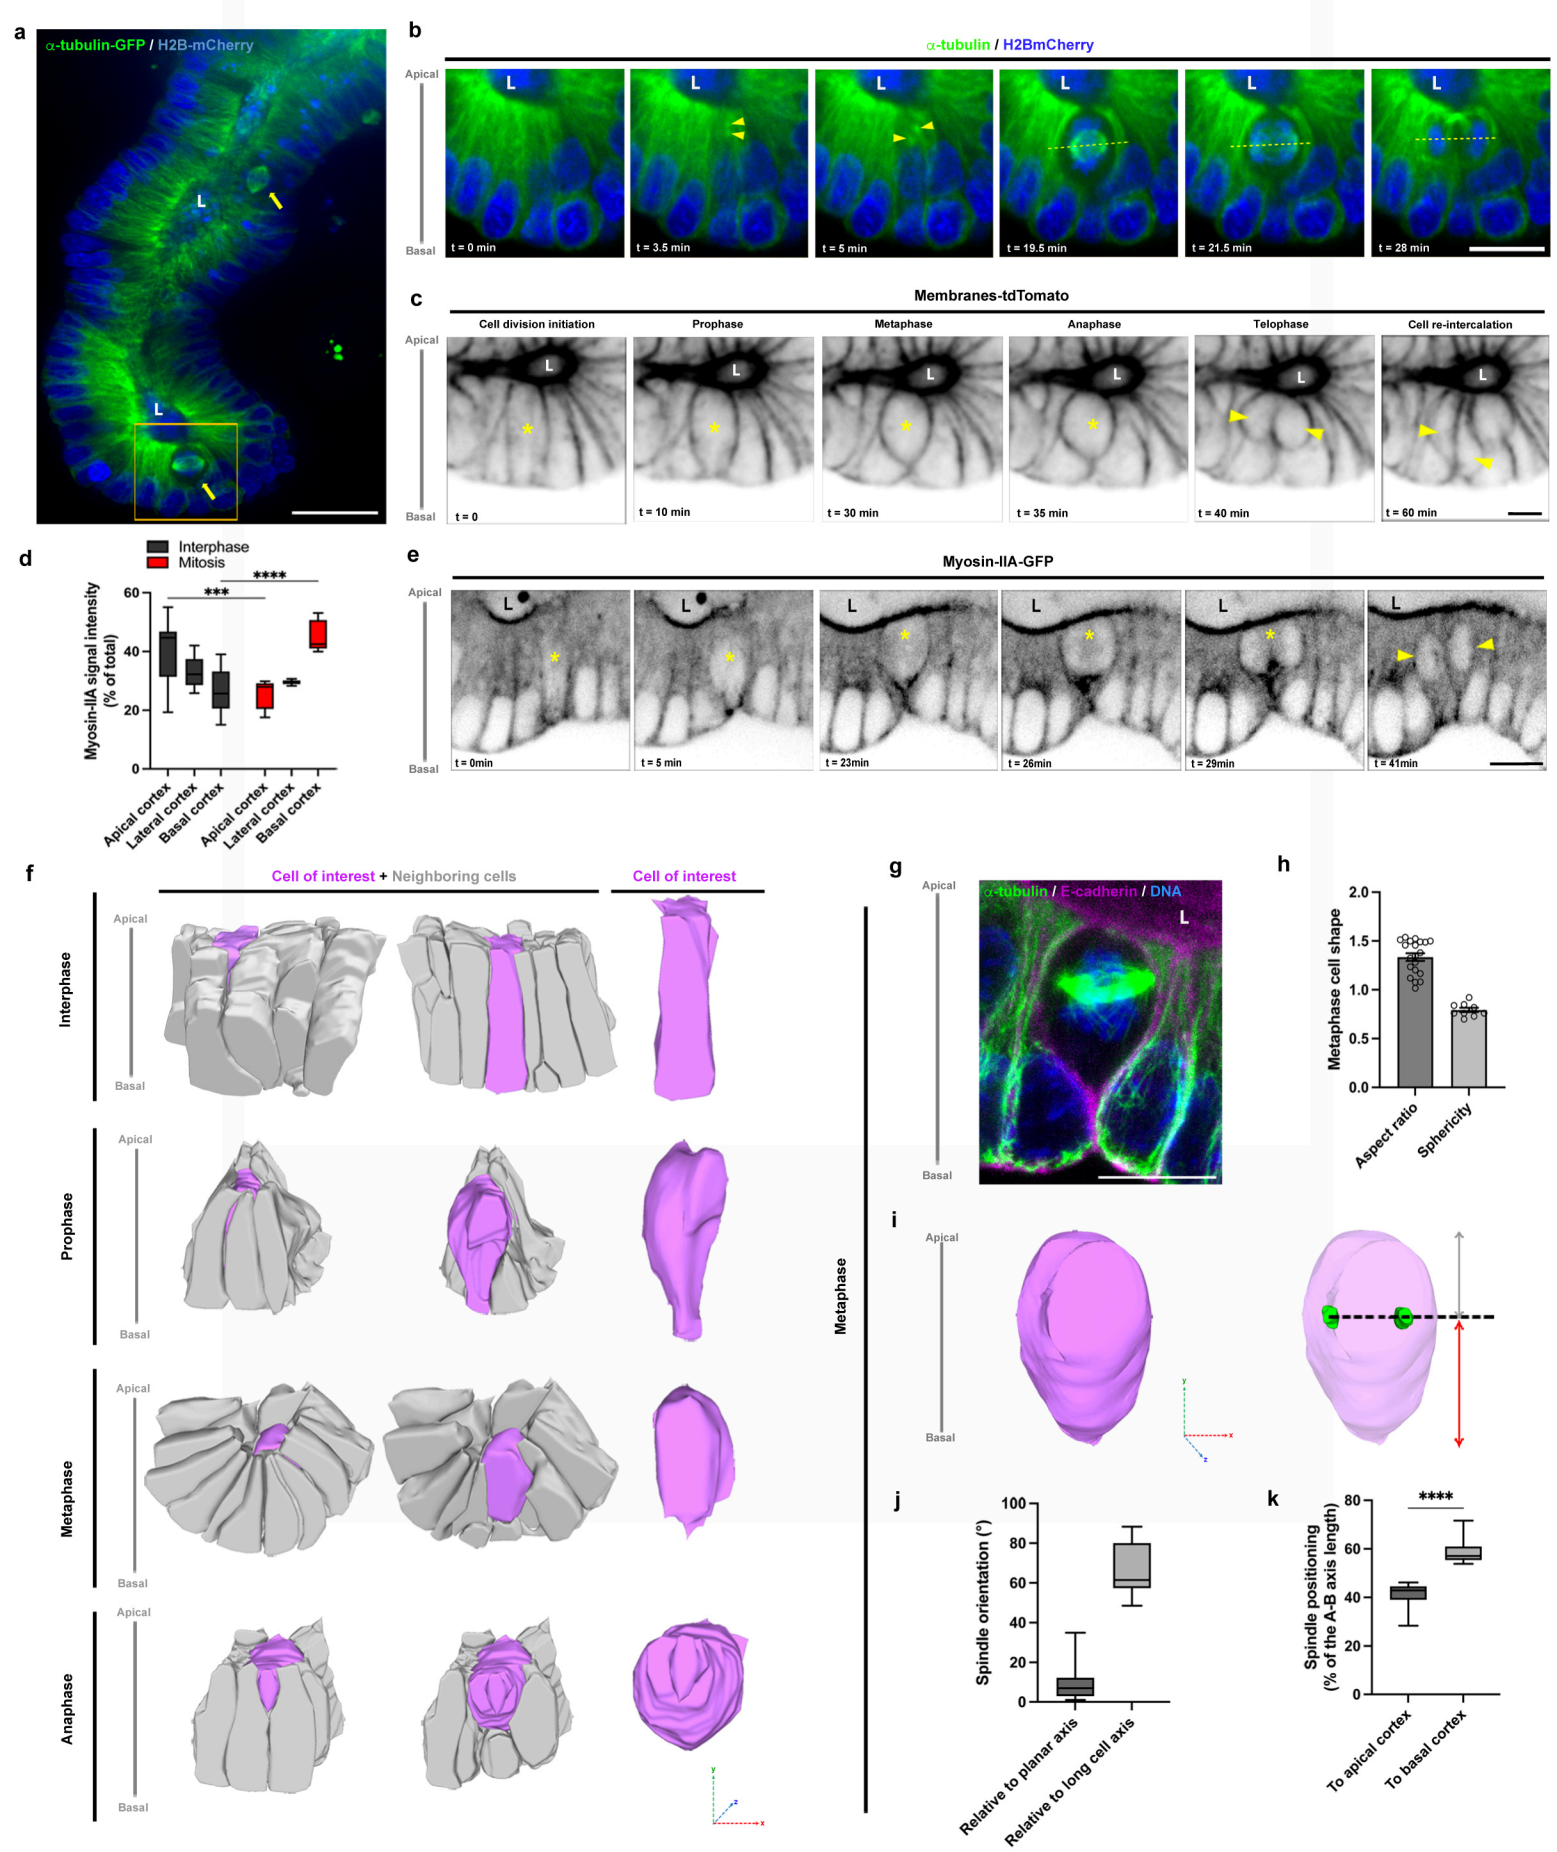 a
α-tubulin-GFP / H2B-mCherry
L
L
b
α-tubulin / H2BmCherry
Apical
Basal
L
t = 0 min
L
t = 3.5 min
L
t = 5 min
L
t = 19.5 min
L
t = 21.5 min
L
t = 28 min
c
Membranes-tdTomato
Cell division initiation
Prophase
Metaphase
Anaphase
Telophase
Cell re-intercalation
Apical
Basal
L
*
t = 0
L
*
t = 10 min
L
*
t = 30 min
L
*
t = 35 min
L
t = 40 min
L
t = 60 min
d
Interphase
Mitosis
****
***
Myosin-IIA signal intensity
(% of total)
60
40
20
0
Apical cortex
Lateral cortex
Basal cortex
Apical cortex
Lateral cortex
Basal cortex
e
Myosin-IIA-GFP
Apical
Basal
L
*
t = 0min
L
*
t = 5 min
L
*
t = 23min
L
*
t = 26min
L
*
t = 29min
L
t = 41min
f
Cell of interest + Neighboring cells
Cell of interest
Interphase
Apical
Basal
Prophase
Apical
Basal
Metaphase
Apical
Basal
Anaphase
Apical
Basal
y
z
x
Metaphase
g
Apical
Basal
α-tubulin / E-cadherin / DNA
L
h
Metaphase cell shape
2.0
1.5
1.0
0.5
0.0
Aspect ratio
Sphericity
i
Apical
Basal
y
x
z
j
Spindle orientation (°)
100
80
60
40
20
0
Relative to planar axis
Relative to long cell axis
k
****
Spindle positioning
(% of the A-B axis length)
80
60
40
20
0
To apical cortex
To basal cortex